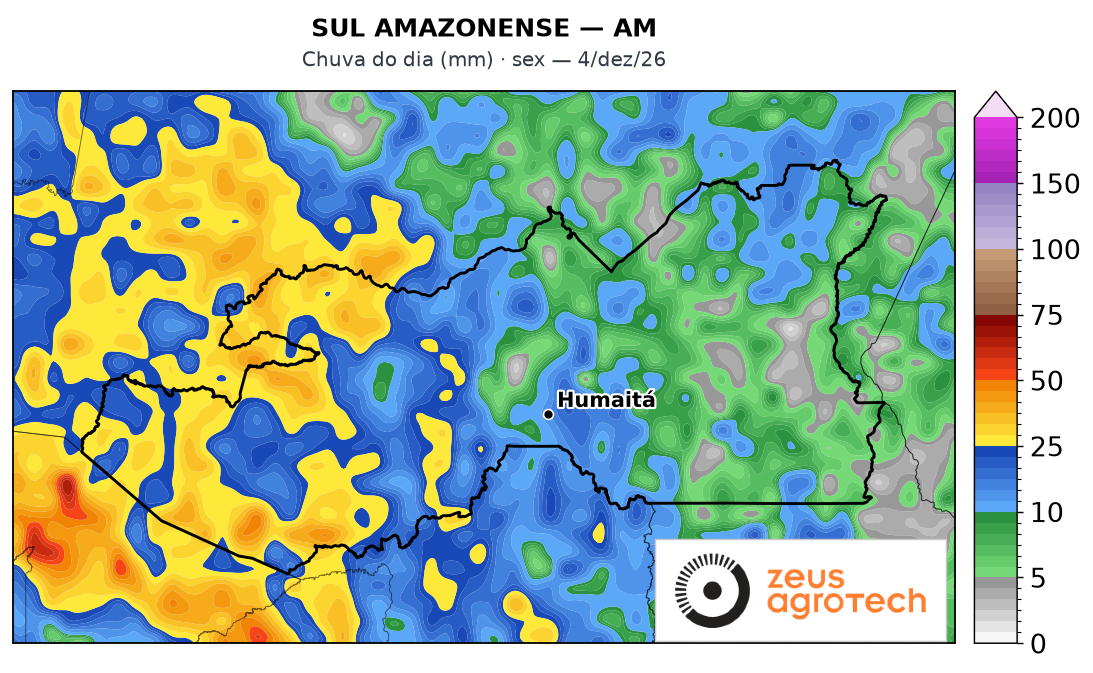 SUL AMAZONENSE — AM
Chuva do dia (mm) · sex — 4/dez/26
200
150
100
75
50
25
10
5
0
Humaitá
zeus
agrotech